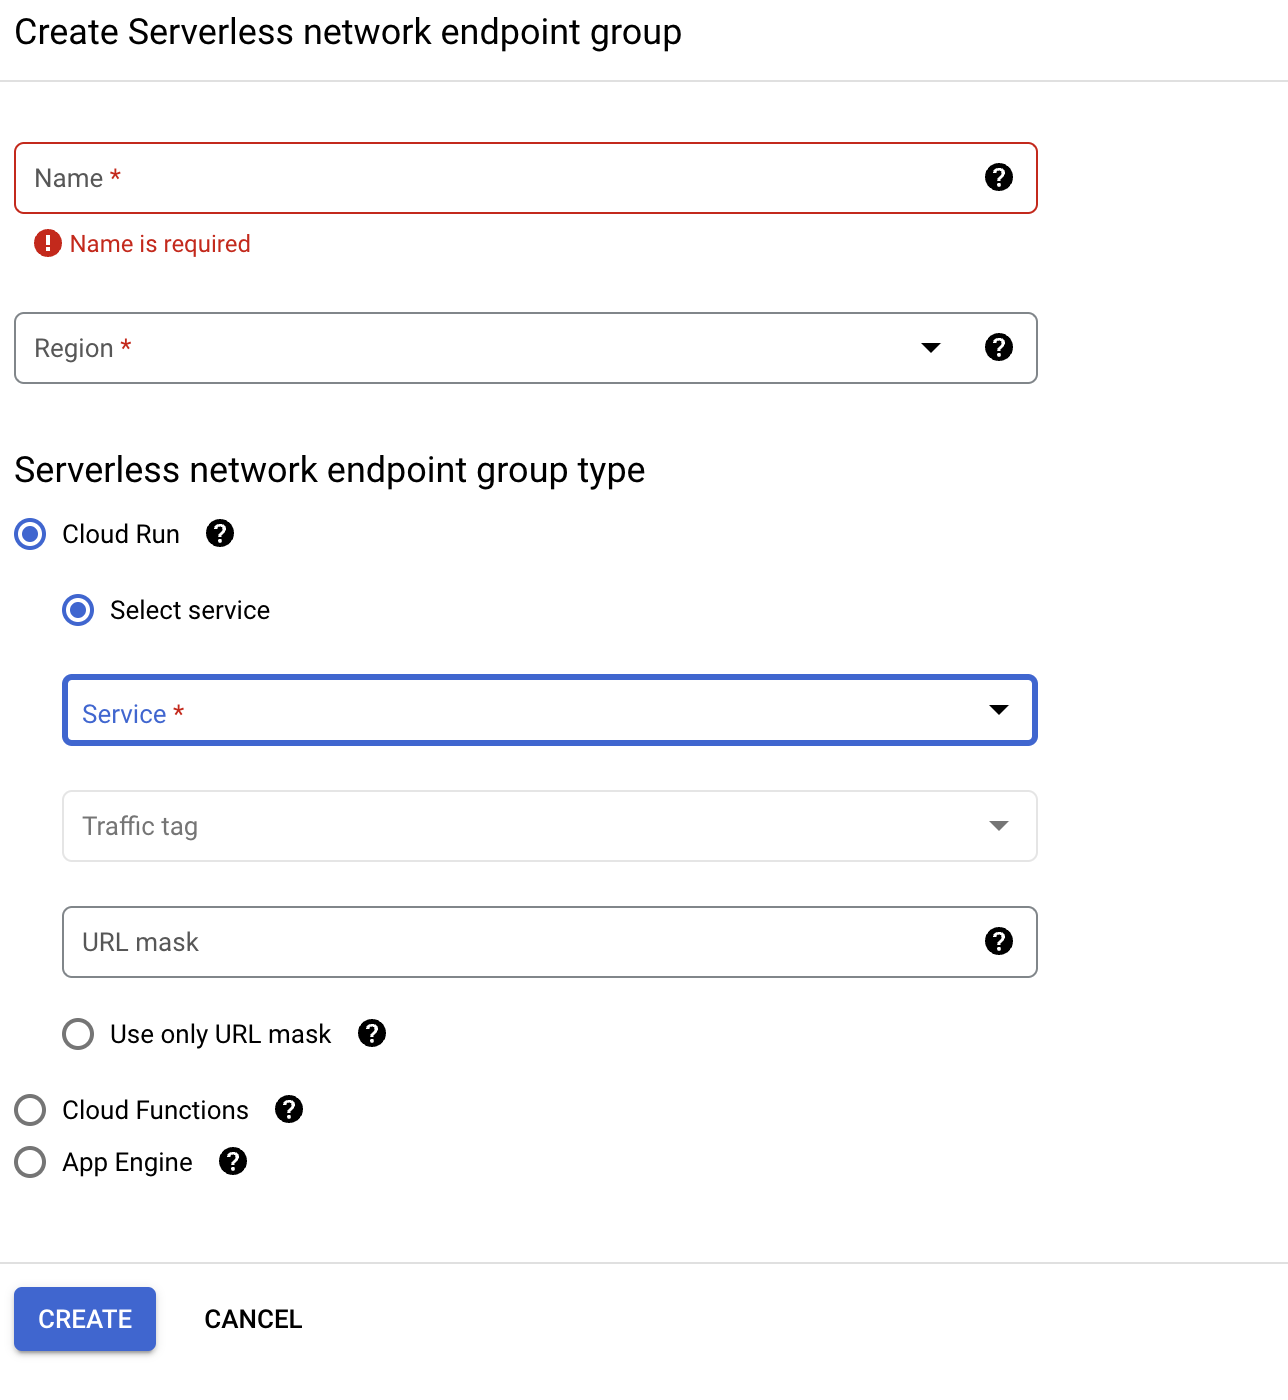 Create Serverless network endpoint group
Name *
Name is required
Region *
Serverless network endpoint group type
Cloud Run
Select service
Service *
Traffic tag
URL mask
Use only URL mask
Cloud Functions
App Engine
CREATE CANCEL